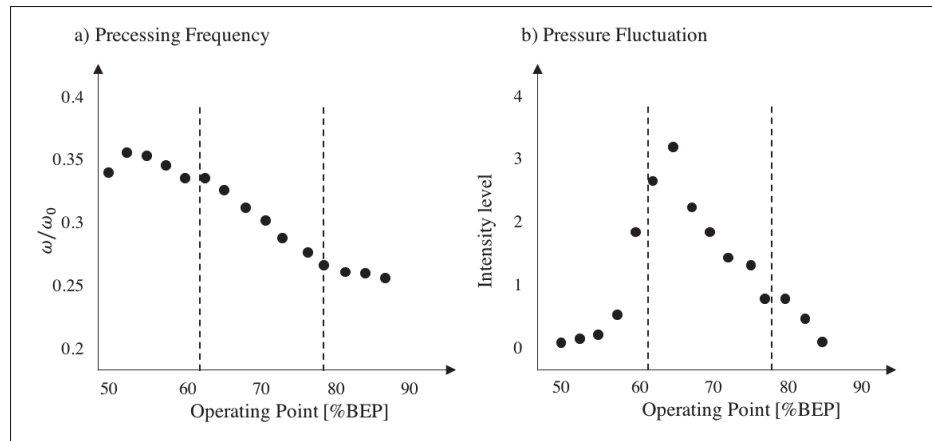 a) Precessing Frequency
0.4
0.35
0.3
0.25
0.2
ω/ω₀
50 60 70 80 90
Operating Point [%BEP]
b) Pressure Fluctuation
4
3
2
1
0
Intensity level
50 60 70 80 90
Operating Point [%BEP]